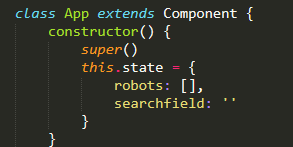 class App extends Component {
    constructor() {
        super()
        this.state = {
            robots: [],
            searchfield: ''
        }
    }